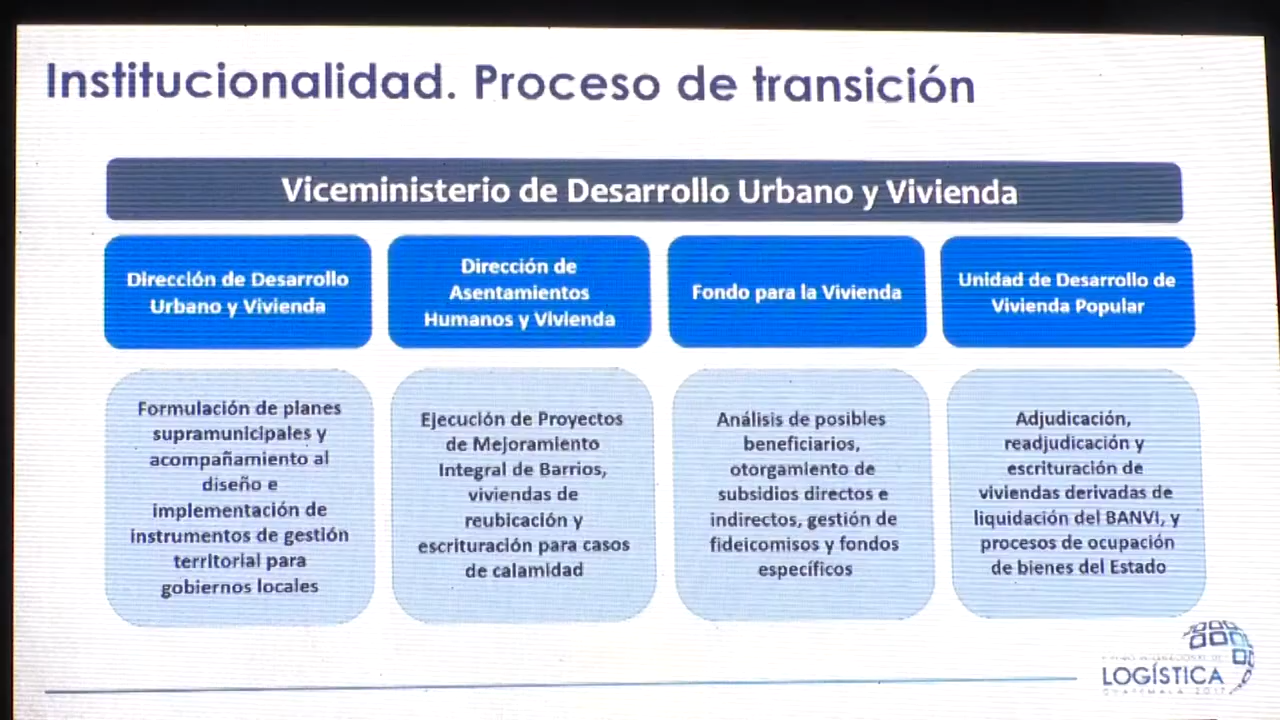 Institucionalidad. Proceso de transición
Viceministerio de Desarrollo Urbano y Vivienda
Dirección de Desarrollo
Urbano y Vivienda
Dirección de
Asentamientos
Humanos y Vivienda
Fondo para la Vivienda
Unidad de Desarrollo de
Vivienda Popular
Formulación de planes
supramunicipales y
acompañamiento al
diseño e
implementación de
instrumentos de gestión
territorial para
gobiernos locales
Ejecución de Proyectos
de Mejoramiento
Integral de Barrios,
viviendas de
reubicación y
escrituración para casos
de calamidad
Análisis de posibles
beneficiarios,
otorgamiento de
subsidios directos e
indirectos, gestión de
fideicomisos y fondos
específicos
Adjudicación,
readjudicación y
escrituración de
viviendas derivadas de
liquidación del BANVI, y
procesos de ocupación
de bienes del Estado
LOGÍSTICA
GUATEMALA 2017